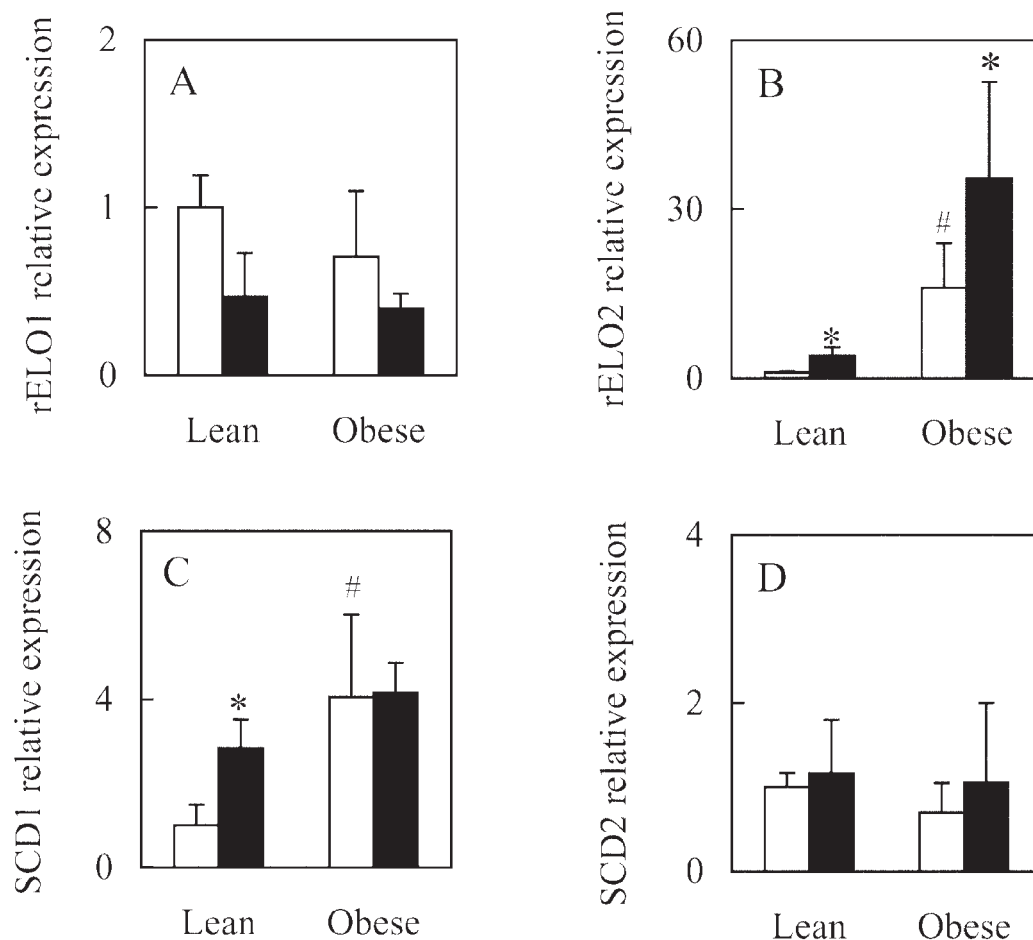 rELO1 relative expression
2
1
0
A
Lean Obese
rELO2 relative expression
60
30
0
B
*
#
*
Lean Obese
SCD1 relative expression
8
4
0
C
#
*
Lean Obese
SCD2 relative expression
4
2
0
D
Lean Obese